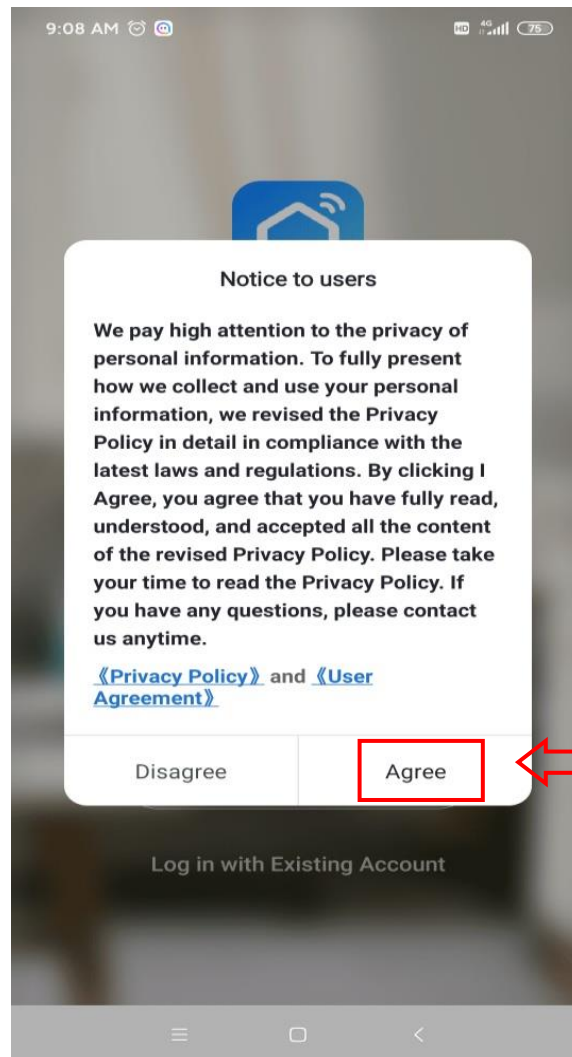 9:08 AM
HD 4G 75
Notice to users
We pay high attention to the privacy of
personal information. To fully present
how we collect and use your personal
information, we revised the Privacy
Policy in detail in compliance with the
latest laws and regulations. By clicking I
Agree, you agree that you have fully read,
understood, and accepted all the content
of the revised Privacy Policy. Please take
your time to read the Privacy Policy. If
you have any questions, please contact
us anytime.
《Privacy Policy》 and 《User
Agreement》
Disagree Agree
Log in with Existing Account